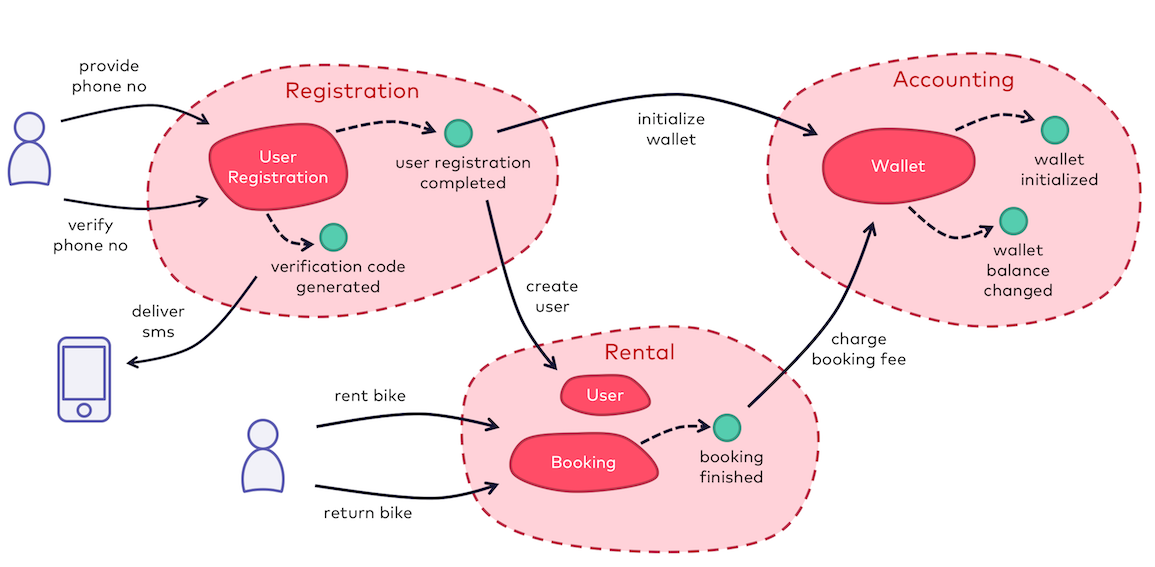 provide
phone no
verify
phone no
Registration
User
Registration
user registration
completed
verification code
generated
deliver
sms
initialize
wallet
create
user
Accounting
Wallet
wallet
initialized
wallet
balance
changed
charge
booking fee
Rental
User
Booking
booking
finished
rent bike
return bike